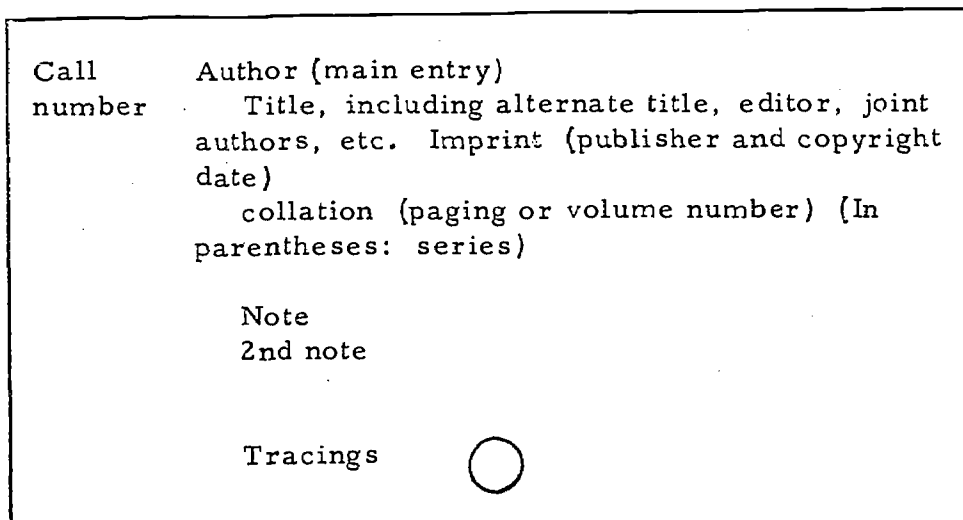 Call Author (main entry)
number Title, including alternate title, editor, joint
authors, etc. Imprint (publisher and copyright
date)
collation (paging or volume number) (In
parentheses: series)
Note
2nd note
Tracings